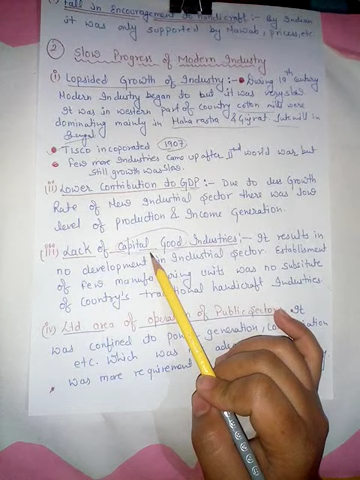 Fall in Encouragement to Handicraft :- By Indian
it was only supported by Nawab, princes, etc
② Slow Progress of Modern Industry
(i) Lopsided Growth of Industry :- During 19th century
Modern Industry began to but it was very slow.
It was in western part of country cotton mills were
dominating mainly in Maharastra & Gujrat. Jute mill in
Bengal
TISCO incoporated 1907
Few more Industries came up after IInd world war but
still growth was slow.
(ii) Lower Contribution to GDP :- Due to less Growth
Rate of New Industrial sector there was low
level of production & Income Generation.
(iii) Lack of Capital Good Industries :- It results in
no development in Industrial sector Establishment
of few manufacturing units was no subsitute
of Country's traditional handicraft Industries
(iv) Ltd area of operation of Public sector It
was confined to generation,
etc. Which was
was more requirement